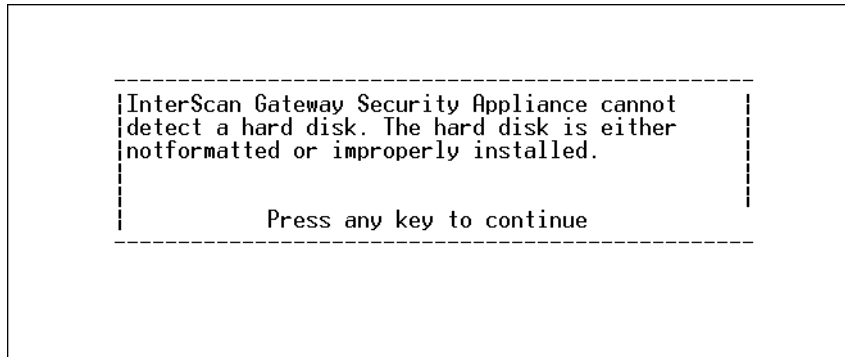 InterScan Gateway Security Appliance cannot
detect a hard disk. The hard disk is either
notformatted or improperly installed.
Press any key to continue